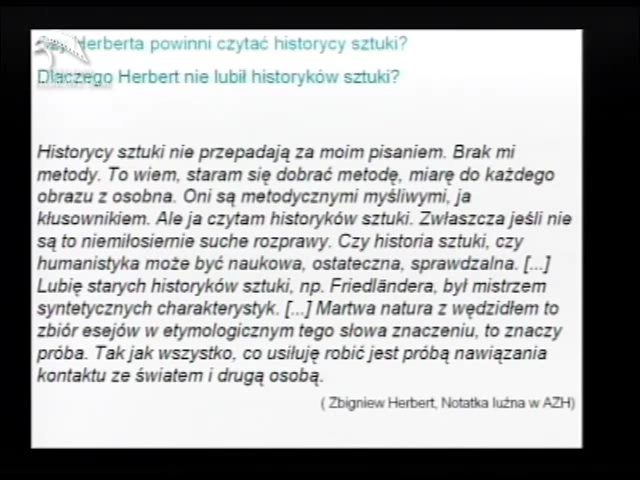 Herberta powinni czytać historycy sztuki?
Dlaczego Herbert nie lubił historyków sztuki?
Historycy sztuki nie przepadają za moim pisaniem. Brak mi
metody. To wiem, staram się dobrać metodę, miarę do każdego
obrazu z osobna. Oni są metodycznymi myśliwymi, ja
kłusownikiem. Ale ja czytam historyków sztuki. Zwłaszcza jeśli nie
są to niemiłosiernie suche rozprawy. Czy historia sztuki, czy
humanistyka może być naukowa, ostateczna, sprawdzalna. [...]
Lubię starych historyków sztuki, np. Friedländera, był mistrzem
syntetycznych charakterystyk. [...] Martwa natura z wędzidłem to
zbiór esejów w etymologicznym tego słowa znaczeniu, to znaczy
próba. Tak jak wszystko, co usiłuję robić jest próbą nawiązania
kontaktu ze światem i drugą osobą.
( Zbigniew Herbert, Notatka luźna w AZH)